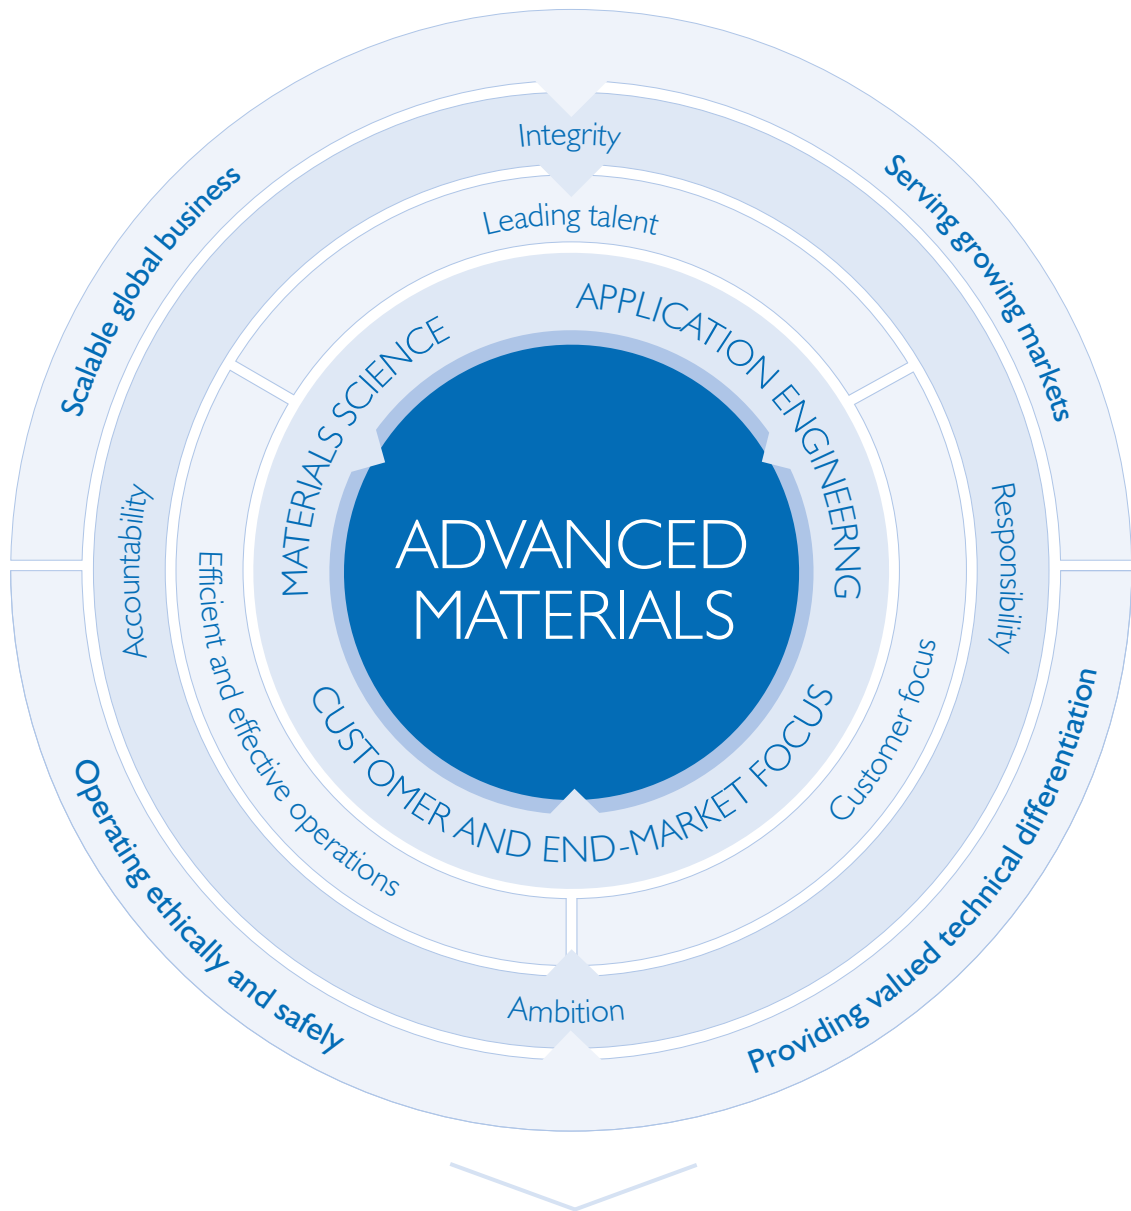 Scalable global business
Serving growing markets
Integrity
Leading talent
MATERIALS SCIENCE
APPLICATION ENGINEERNG
ADVANCED
MATERIALS
Accountability
Responsibility
Efficient and effective operations
Customer focus
CUSTOMER AND END-MARKET FOCUS
Ambition
Operating ethically and safely
Providing valued technical differentiation